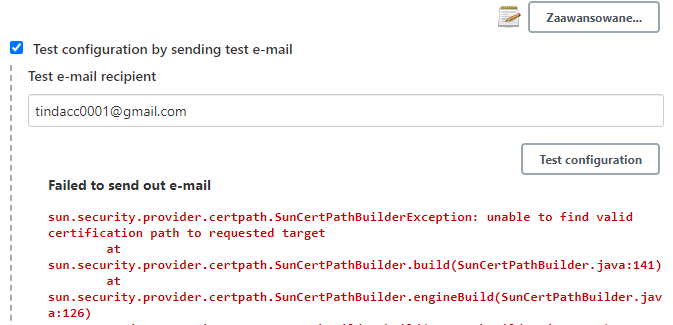 Zaawansowane...
Test configuration by sending test e-mail
Test e-mail recipient
tindacc0001@gmail.com
Test configuration
Failed to send out e-mail
sun.security.provider.certpath.SunCertPathBuilderException: unable to find valid
certification path to requested target
at
sun.security.provider.certpath.SunCertPathBuilder.build(SunCertPathBuilder.java:141)
at
sun.security.provider.certpath.SunCertPathBuilder.engineBuild(SunCertPathBuilder.jav
a:126)